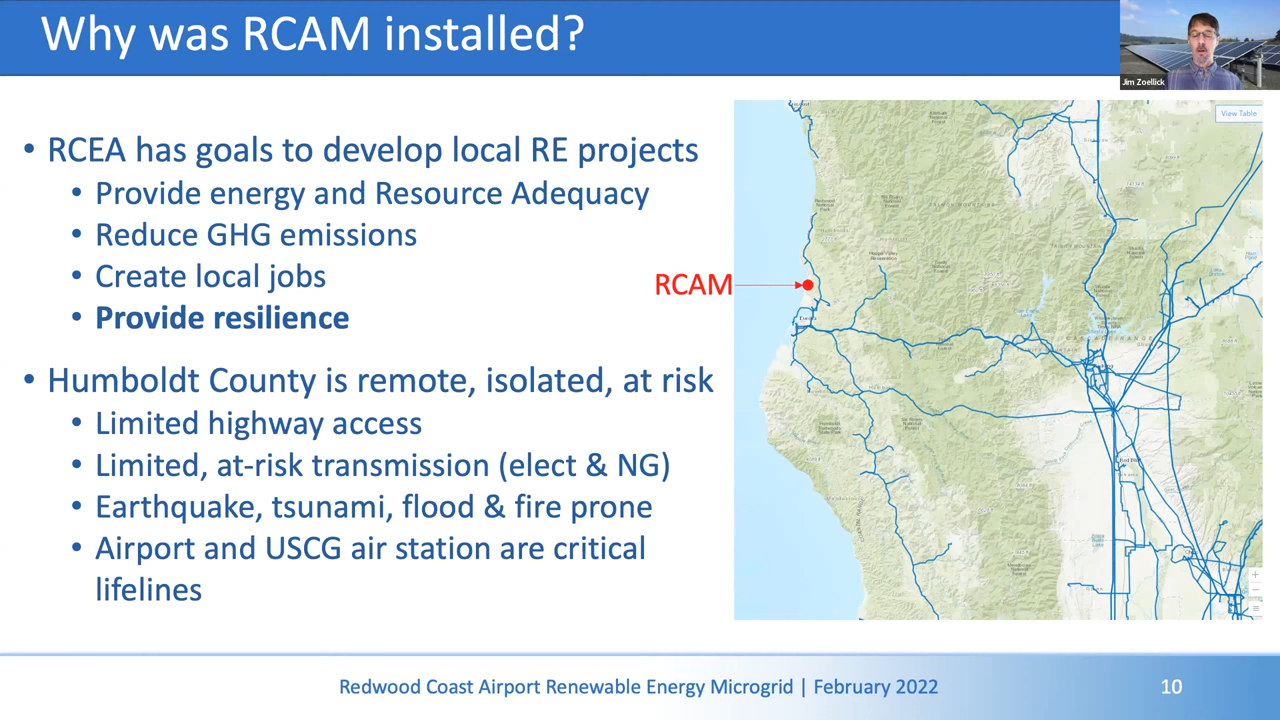 Why was RCAM installed?
Jim Zoellick
• RCEA has goals to develop local RE projects
• Provide energy and Resource Adequacy
• Reduce GHG emissions
• Create local jobs
• Provide resilience
• Humboldt County is remote, isolated, at risk
• Limited highway access
• Limited, at-risk transmission (elect & NG)
• Earthquake, tsunami, flood & fire prone
• Airport and USCG air station are critical
lifelines
View Table
RCAM
Eureka
Redwood Coast Airport Renewable Energy Microgrid | February 2022
10